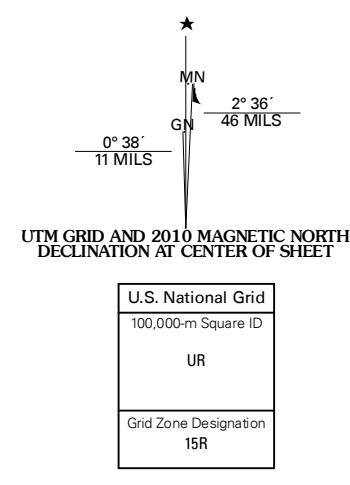 MN
2° 36´
46 MILS
GN
0° 38´
11 MILS
UTM GRID AND 2010 MAGNETIC NORTH
DECLINATION AT CENTER OF SHEET
U.S. National Grid
100,000-m Square ID
UR
Grid Zone Designation
15R